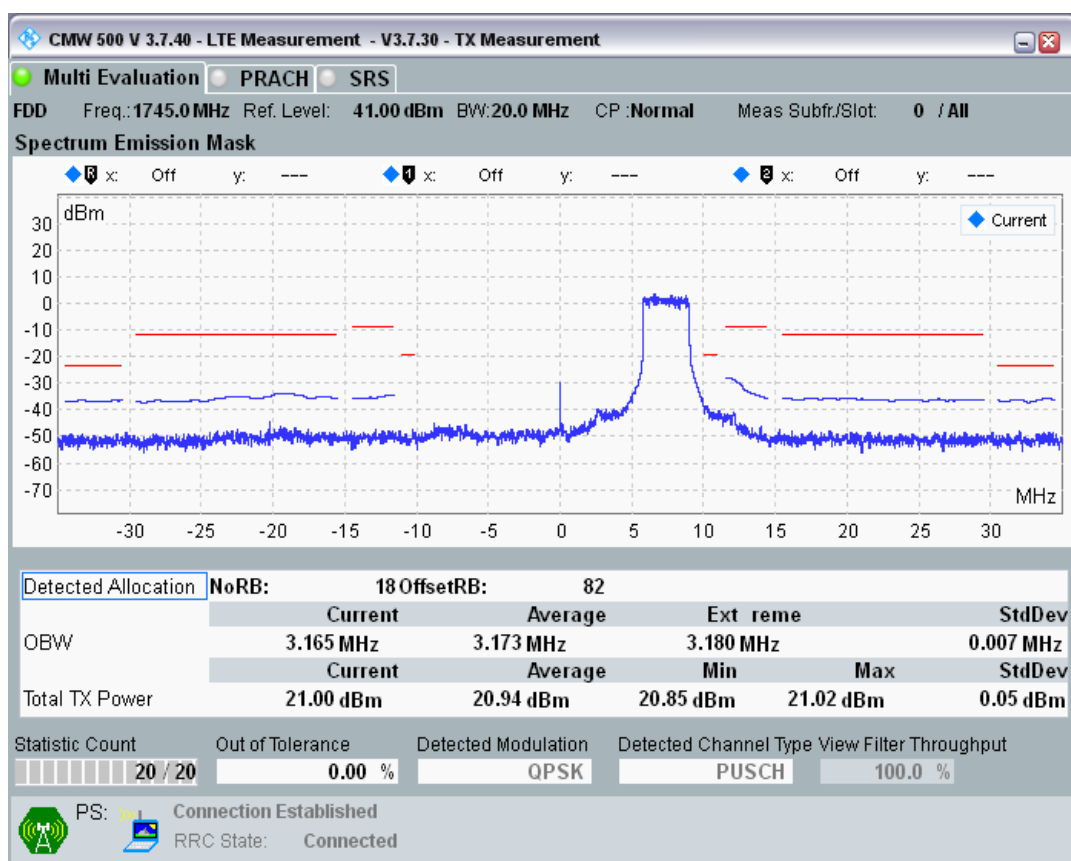 CMW 500 V 3.7.40 - LTE Measurement - V3.7.30 - TX Measurement
Multi Evaluation PRACH SRS
FDD Freq.: 1745.0 MHz Ref. Level: 41.00 dBm BW: 20.0 MHz CP : Normal Meas Subfr./Slot: 0 / All
Spectrum Emission Mask
R x: Off y: --- 1 x: Off y: --- 2 x: Off y: ---
dBm
Current
30
20
10
0
-10
-20
-30
-40
-50
-60
-70
MHz
-30 -25 -20 -15 -10 -5 0 5 10 15 20 25 30
Detected Allocation NoRB: 18 OffsetRB: 82
Current Average Ext reme StdDev
OBW 3.165 MHz 3.173 MHz 3.180 MHz 0.007 MHz
Current Average Min Max StdDev
Total TX Power 21.00 dBm 20.94 dBm 20.85 dBm 21.02 dBm 0.05 dBm
Statistic Count Out of Tolerance Detected Modulation Detected Channel Type View Filter Throughput
20 / 20 0.00 % QPSK PUSCH 100.0 %
PS: Connection Established
RRC State: Connected